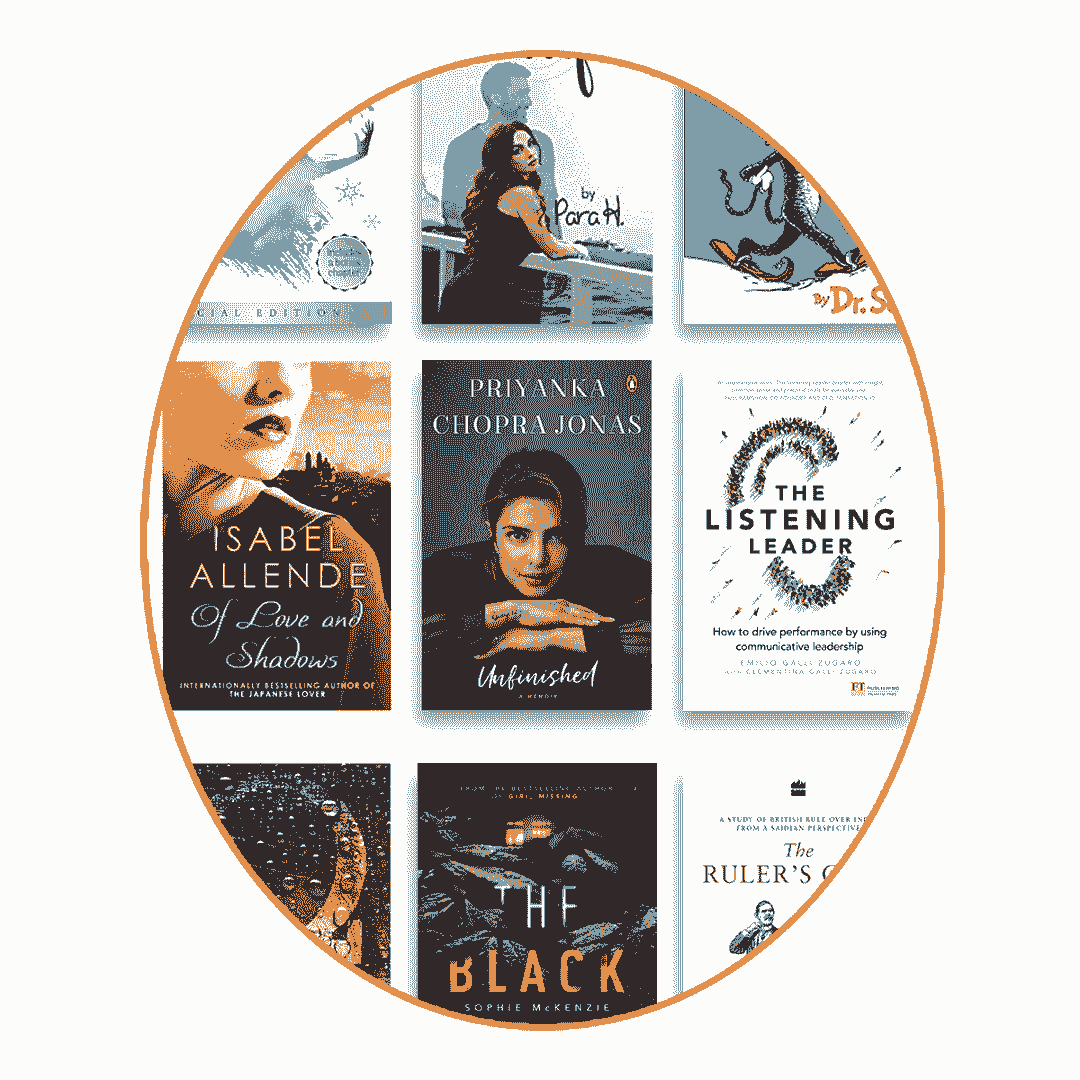 by
Para H.
CIAL EDITION
By Dr. S
PRIYANKA
CHOPRA JONAS
Unfinished
A MEMOIR
ISABEL
ALLENDE
Of Love and
Shadows
INTERNATIONALLY BESTSELLING AUTHOR OF
THE JAPANESE LOVER
THE
LISTENING
LEADER
How to drive performance by using
communicative leadership
EMILIO GALLI ZUGARO
WITH CLEMENTINA GALLI ZUGARO
FT PUBLISHING
FROM THE BESTSELLING AUTHOR
OF GIRL, MISSING
THE
BLACK
SOPHIE McKENZIE
A STUDY OF BRITISH RULE OVER IN
FROM A SAIDIAN PERSPECTIVE
The
RULER'S G